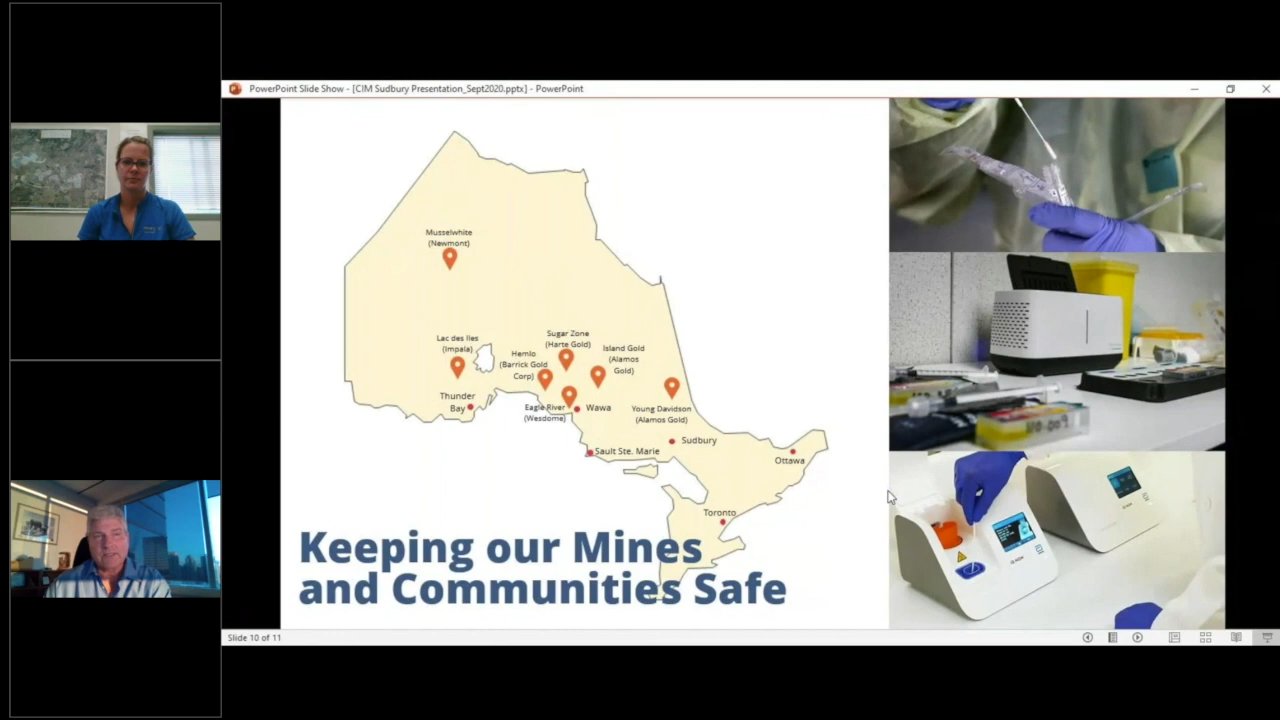 PowerPoint Slide Show - [CIM Sudbury Presentation_Sept2020.pptx] - PowerPoint
Musselwhite
(Newmont)
Lac des Iles
(Impala)
Hemlo
(Barrick Gold
Corp)
Sugar Zone
(Harte Gold)
Island Gold
(Alamos
Gold)
Thunder
Bay
Eagle River
(Wesdome)
Wawa
Young Davidson
(Alamos Gold)
Sudbury
Sault Ste. Marie
Ottawa
Toronto
Keeping our Mines
and Communities Safe
Slide 10 of 11